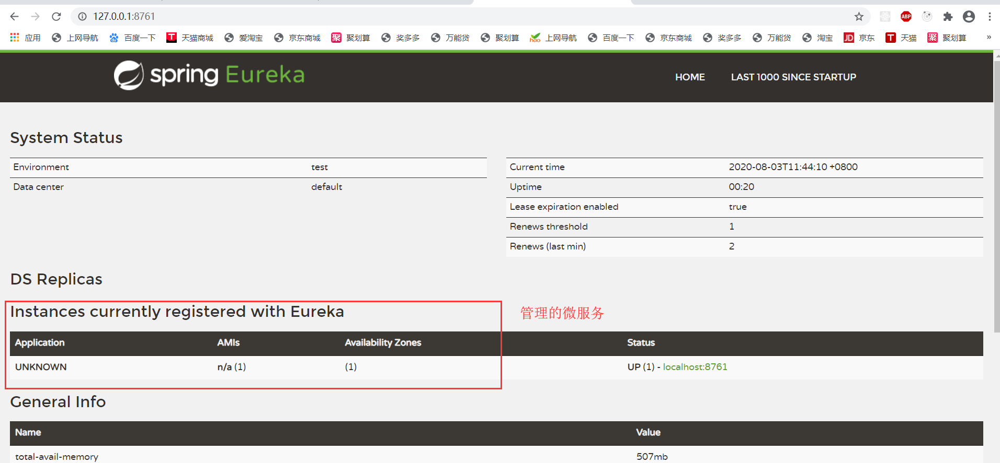 127.0.0.1:8761
应用 上网导航 百度一下 天猫商城 爱淘宝 京东商城 聚划算 奖多多 万能贷 聚划算 上网导航 百度一下 京东商城 奖多多 万能贷 淘宝 京东 天猫 聚划算 »
spring Eureka
HOME LAST 1000 SINCE STARTUP
System Status
Environment test
Data center default
Current time 2020-08-03T11:44:10 +0800
Uptime 00:20
Lease expiration enabled true
Renews threshold 1
Renews (last min) 2
DS Replicas
Instances currently registered with Eureka
管理的微服务
Application AMIs Availability Zones Status
UNKNOWN n/a (1) (1) UP (1) - localhost:8761
General Info
Name Value
total-avail-memory 507mb